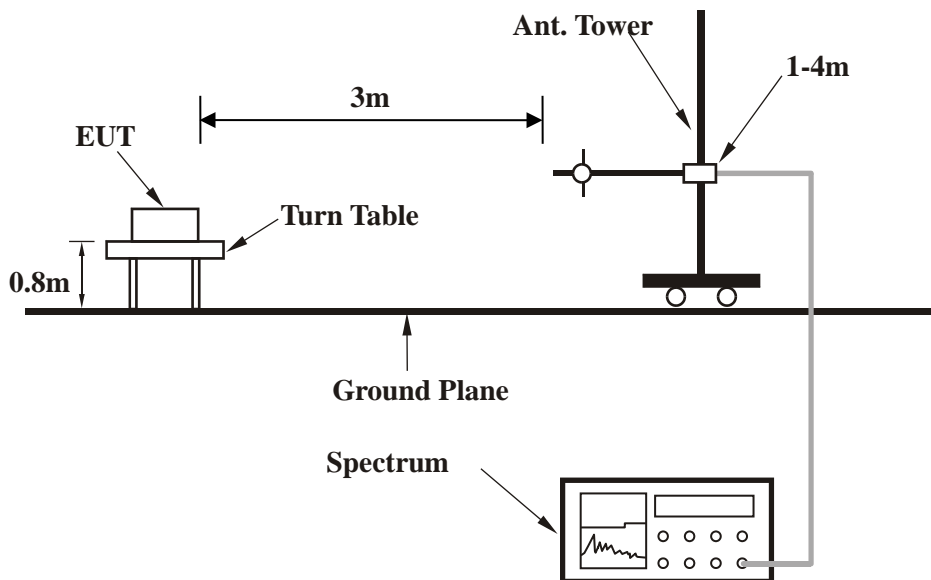 Ant. Tower
1-4m
3m
EUT
Turn Table
0.8m
Ground Plane
Spectrum